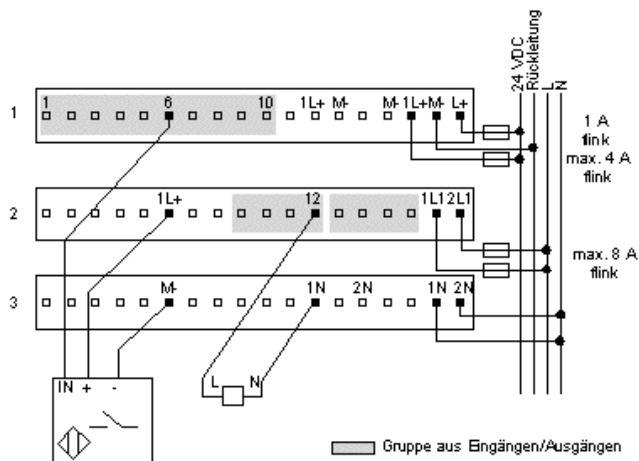 24 VDC
Rückleitung
L
N
1 6 10 1L+ M- M- 1L+ M- L+
1
1 A
flink
max. 4 A
flink
1L+ 12 1L1 2L1
2
max. 8 A
flink
M- 1N 2N 1N 2N
3
IN + -
L N
Gruppe aus Eingängen/Ausgängen